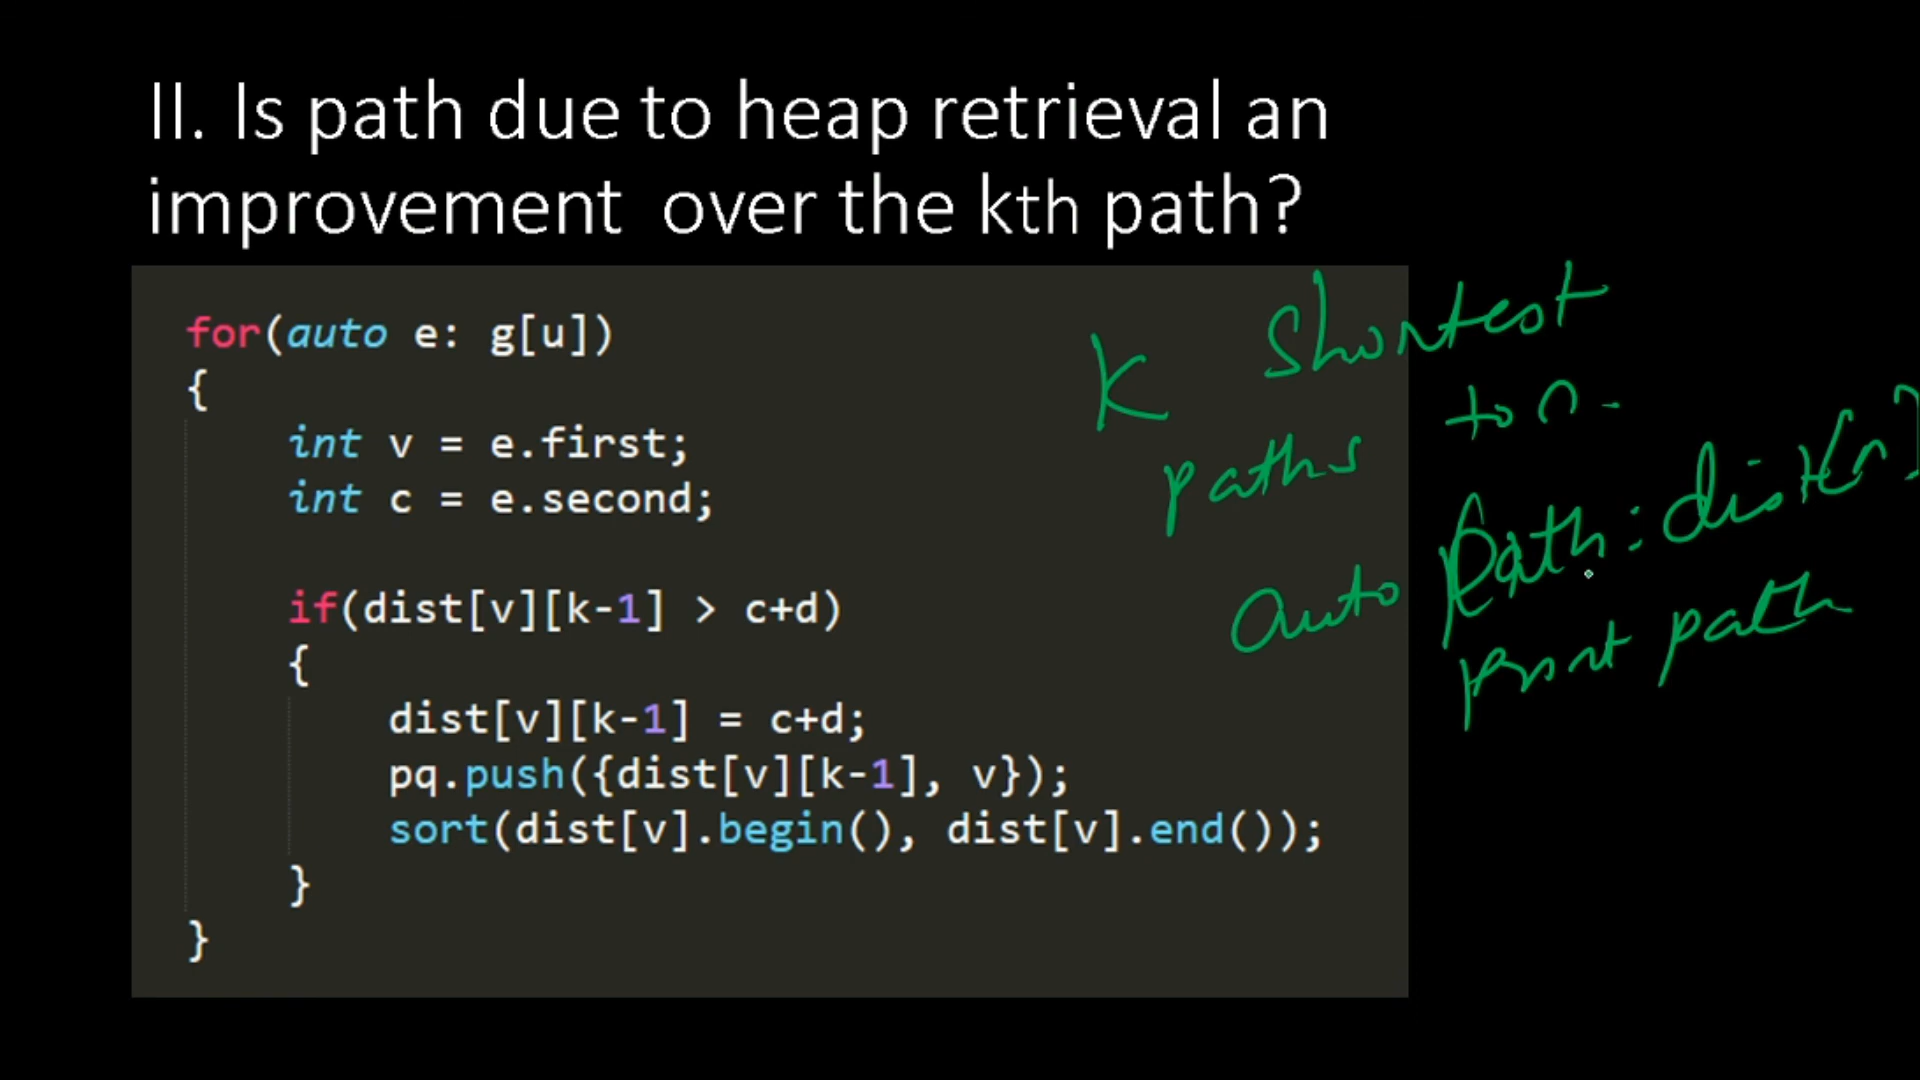 II. Is path due to heap retrieval an
improvement over the kth path?
for(auto e: g[u])
{
int v = e.first;
int c = e.second;
if(dist[v][k-1] > c+d)
{
dist[v][k-1] = c+d;
pq.push({dist[v][k-1], v});
sort(dist[v].begin(), dist[v].end());
}
}
K shortest
paths to n.
auto path: dist[n]
print path